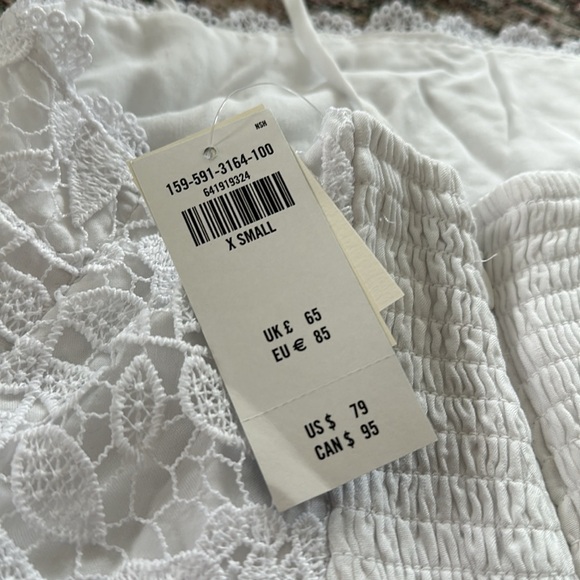 NSN
159-591-3164-100
641919324
X SMALL
UK £ 65
EU € 85
US $ 79
CAN $ 95